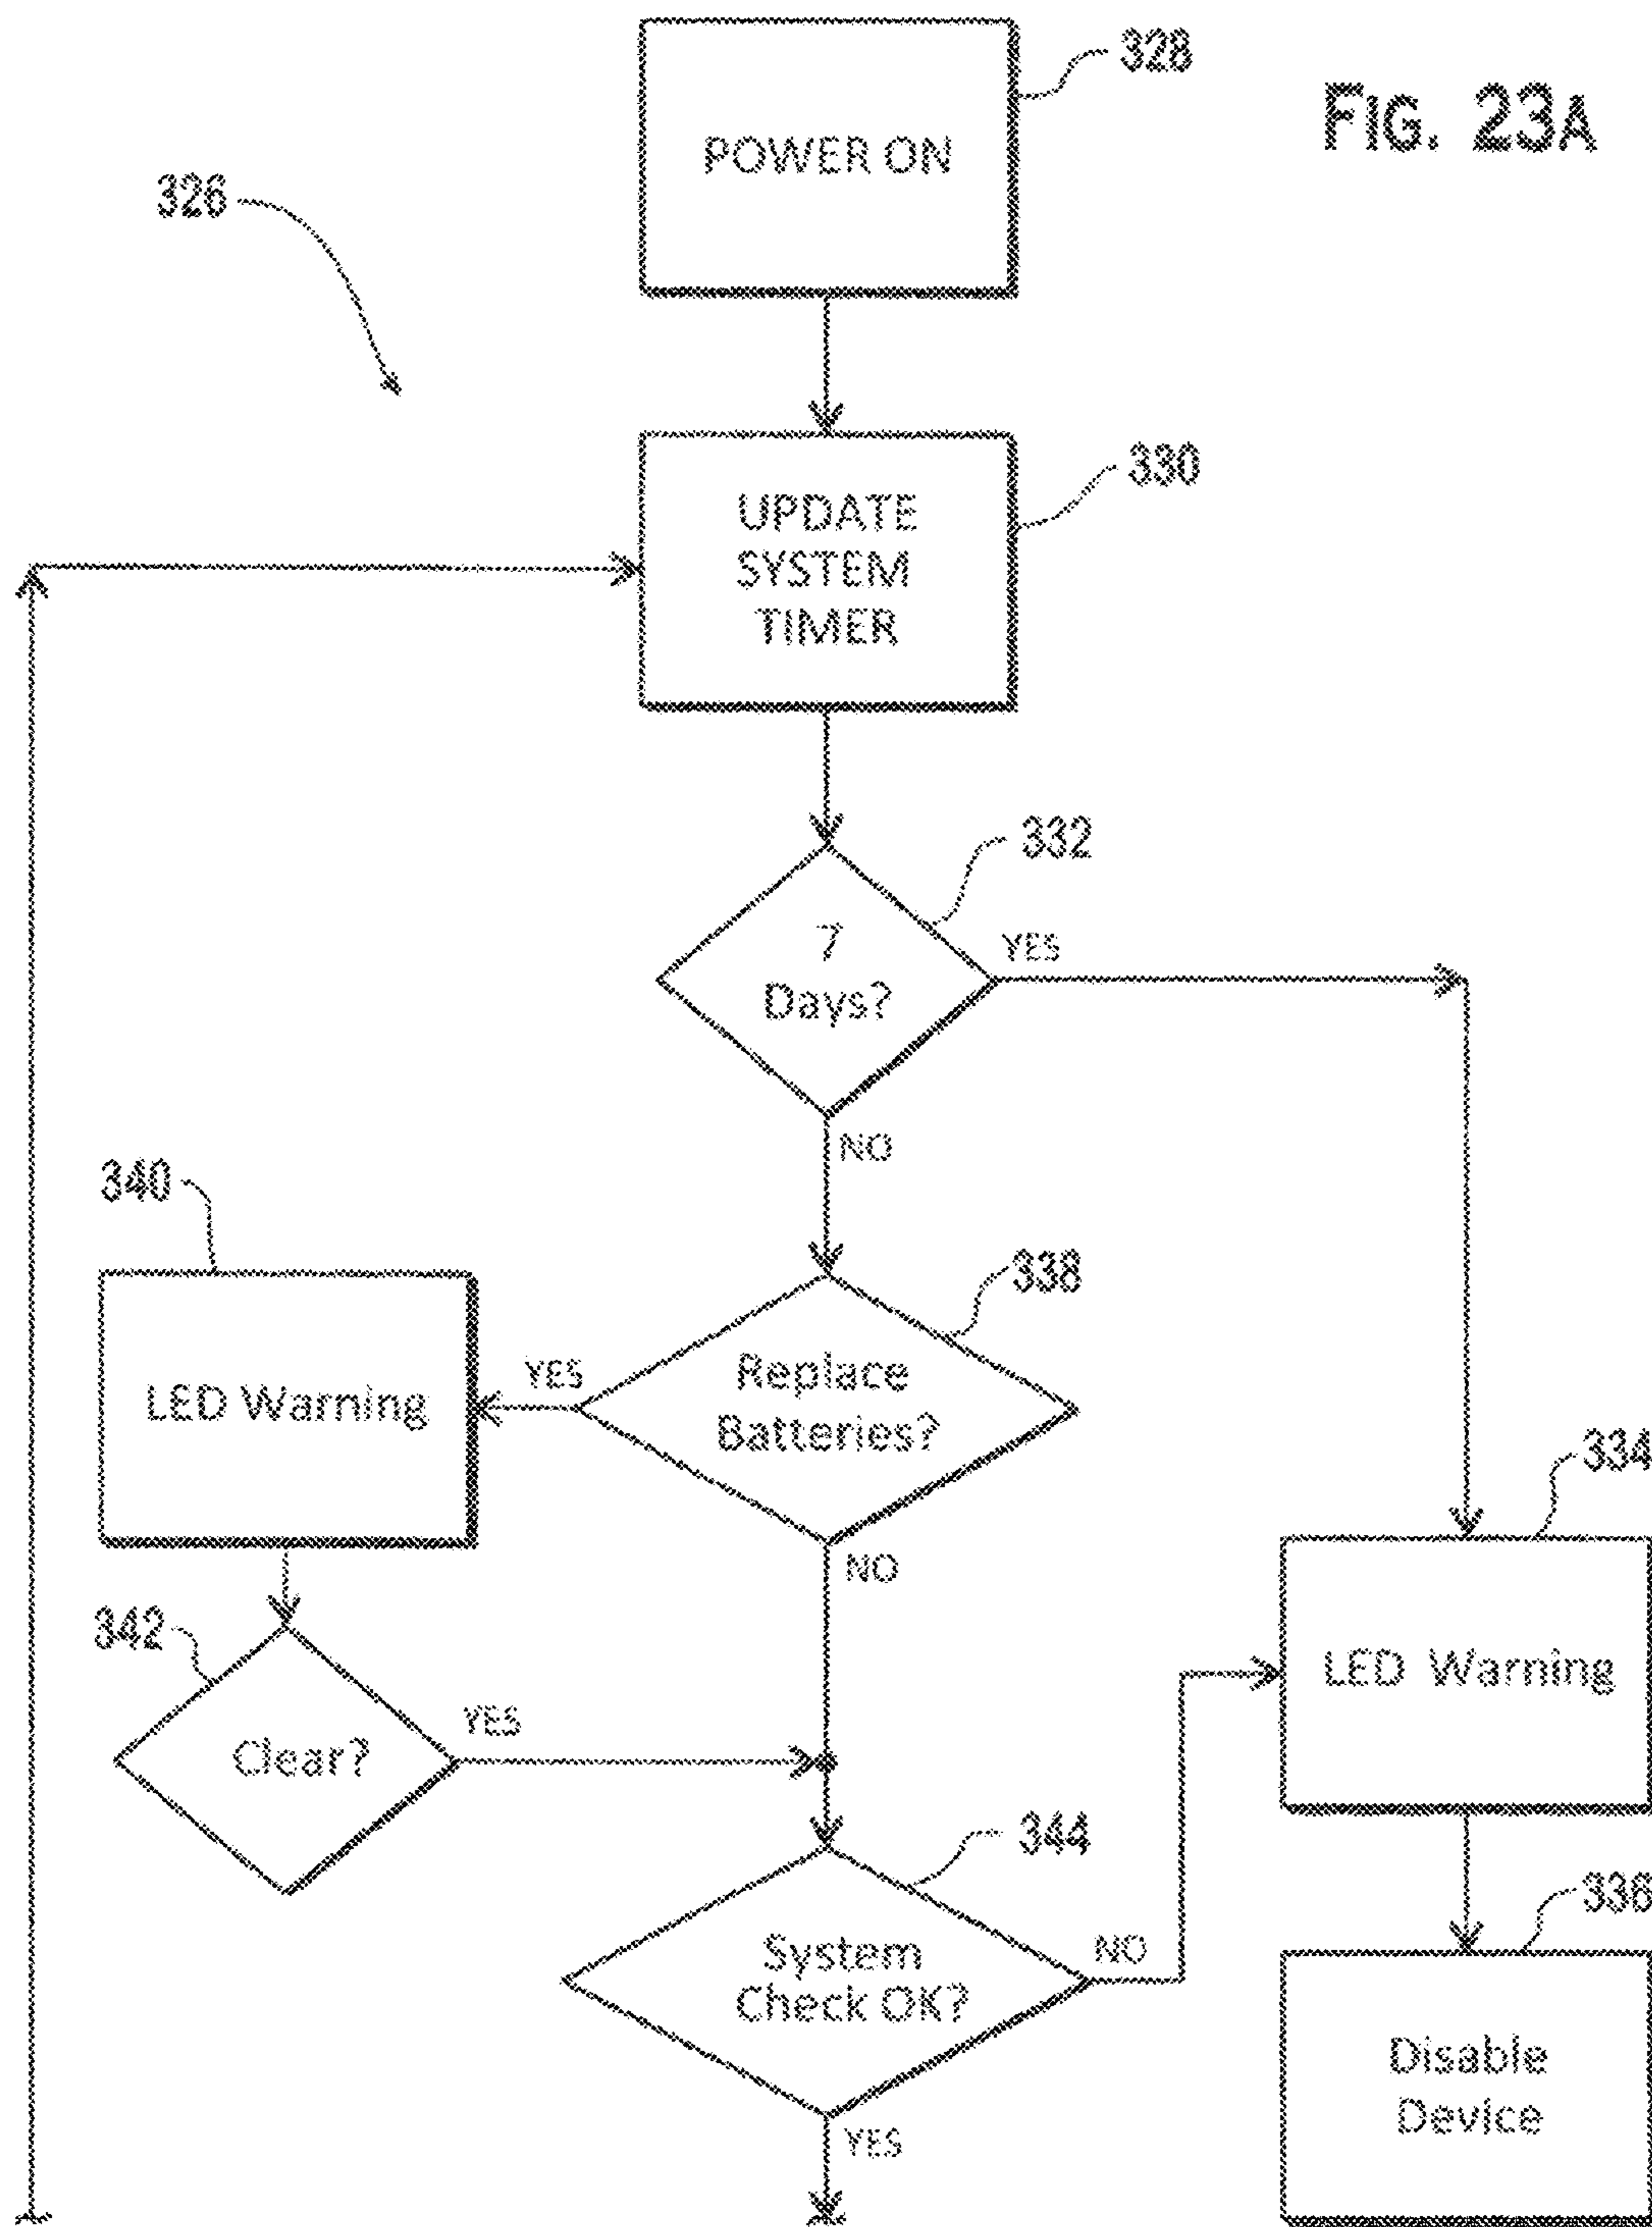 328
FIG. 23A
POWER ON
326
330
UPDATE
SYSTEM
TIMER
332
7
Days?
YES
NO
340
338
LED Warning
YES
Replace
Batteries?
334
NO
342
LED Warning
Clear?
YES
344
336
System
Check OK?
NO
Disable
Device
YES